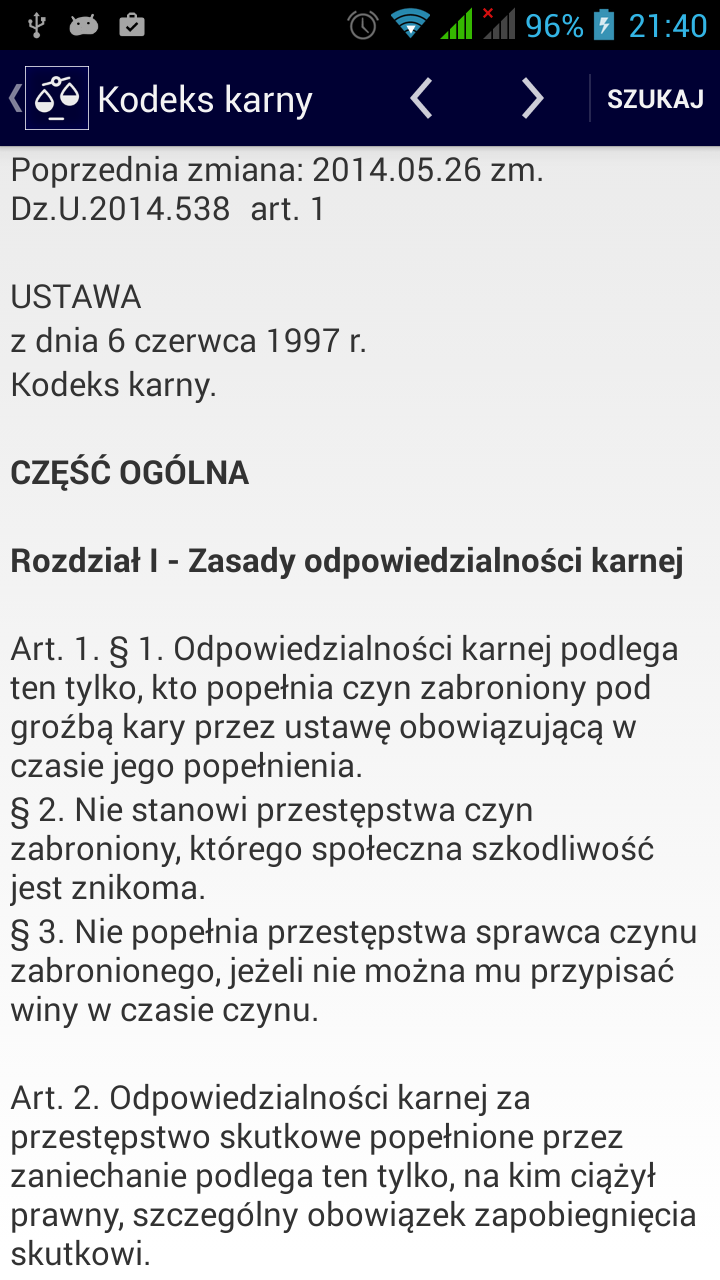 96% 21:40
Kodeks karny SZUKAJ
Poprzednia zmiana: 2014.05.26 zm.
Dz.U.2014.538 art. 1
USTAWA
z dnia 6 czerwca 1997 r.
Kodeks karny.
CZĘŚĆ OGÓLNA
Rozdział I - Zasady odpowiedzialności karnej
Art. 1. § 1. Odpowiedzialności karnej podlega
ten tylko, kto popełnia czyn zabroniony pod
groźbą kary przez ustawę obowiązującą w
czasie jego popełnienia.
§ 2. Nie stanowi przestępstwa czyn
zabroniony, którego społeczna szkodliwość
jest znikoma.
§ 3. Nie popełnia przestępstwa sprawca czynu
zabronionego, jeżeli nie można mu przypisać
winy w czasie czynu.
Art. 2. Odpowiedzialności karnej za
przestępstwo skutkowe popełnione przez
zaniechanie podlega ten tylko, na kim ciążył
prawny, szczególny obowiązek zapobiegnięcia
skutkowi.